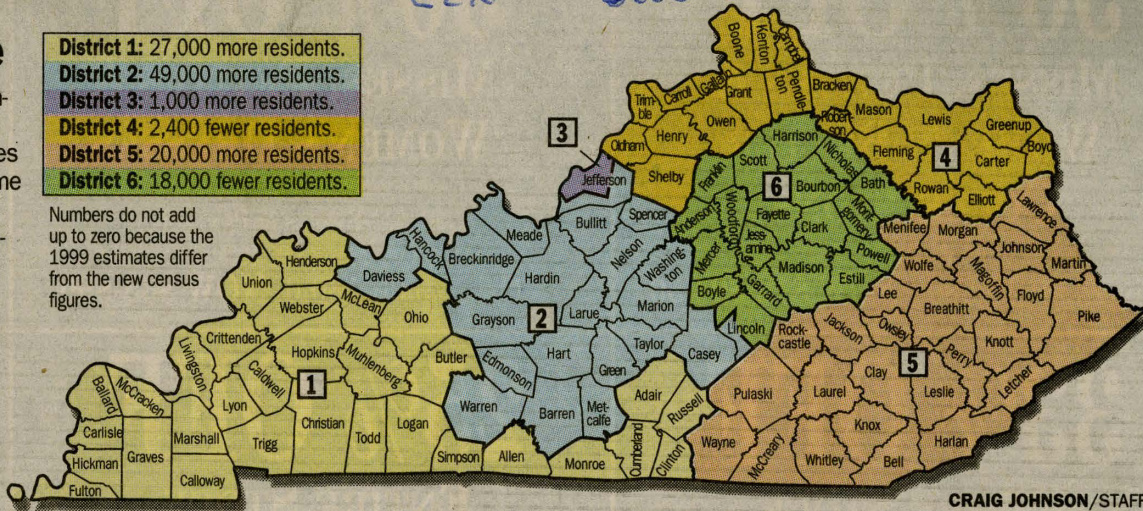 District 1: 27,000 more residents.
District 2: 49,000 more residents.
District 3: 1,000 more residents.
District 4: 2,400 fewer residents.
District 5: 20,000 more residents.
District 6: 18,000 fewer residents.
Numbers do not add
up to zero because the
1999 estimates differ
from the new census
figures.
Boone
Kenton
Campbell
Gallatin
Carroll
Trim-
ble
Grant
Pendle-
ton
Bracken
Mason
Robert-
son
Lewis
Greenup
Boyd
Carter
Fleming
Rowan
Elliott
Owen
Henry
Oldham
Shelby
4
3
Jefferson
Harrison
Scott
Nicholas
Franklin
6
Bourbon
Bath
Mont-
gomery
Anderson
Woodford
Fayette
Clark
Jess-
amine
Powell
Mercer
Madison
Estill
Boyle
Garrard
Lincoln
Bullitt
Spencer
Meade
Nelson
Washing-
ton
Breckinridge
Hardin
Hancock
Daviess
Marion
Larue
Grayson
2
Taylor
Casey
Hart
Green
Edmonson
Warren
Barren
Met-
calfe
Henderson
Union
Webster
McLean
Ohio
Crittenden
Hopkins
Muhlenberg
Butler
Livingston
Caldwell
1
Lyon
Christian
Todd
Logan
Trigg
Simpson
Allen
Monroe
Adair
Russell
Cumberland
Clinton
Ballard
McCracken
Carlisle
Graves
Marshall
Hickman
Calloway
Fulton
Lawrence
Menifee
Morgan
Johnson
Martin
Wolfe
Magoffin
Floyd
Pike
Lee
Breathitt
Rock-
castle
Jackson
Owsley
Perry
Knott
Letcher
5
Clay
Leslie
Pulaski
Laurel
Knox
Harlan
Wayne
McCreary
Whitley
Bell
CRAIG JOHNSON/STAFF